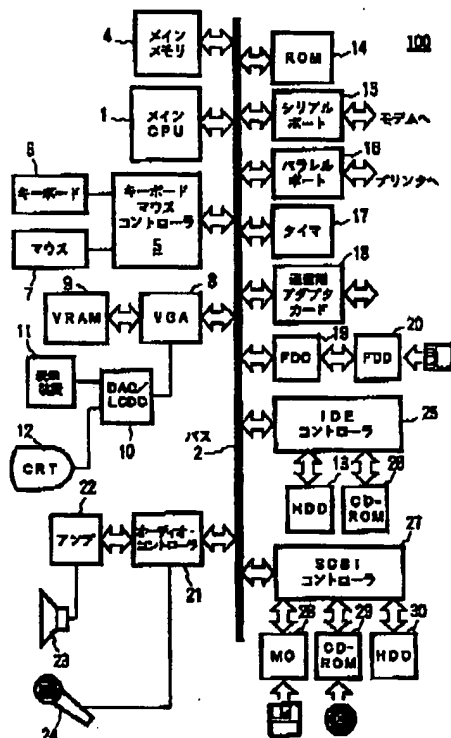 100
4
メイン
メモリ
1
メイン
CPU
6
キーボード
キーボード
マウス
コントローラ
5
マウス
7
9
VRAM
8
VGA
11
装置
DAC/
LCDC
10
12
CRT
22
アンプ
オーディオ・
コントローラ
21
23
24
バス
2
ROM
14
15
シリアル
ポート
モデムへ
16
パラレル
ポート
プリンタへ
タイマ
17
18
アダプタ
カード
19
FDC
20
FDD
IDE
コントローラ
25
13
HDD
26
CD-
ROM
27
SCSI
コントローラ
28
MO
29
CD-
ROM
30
HDD